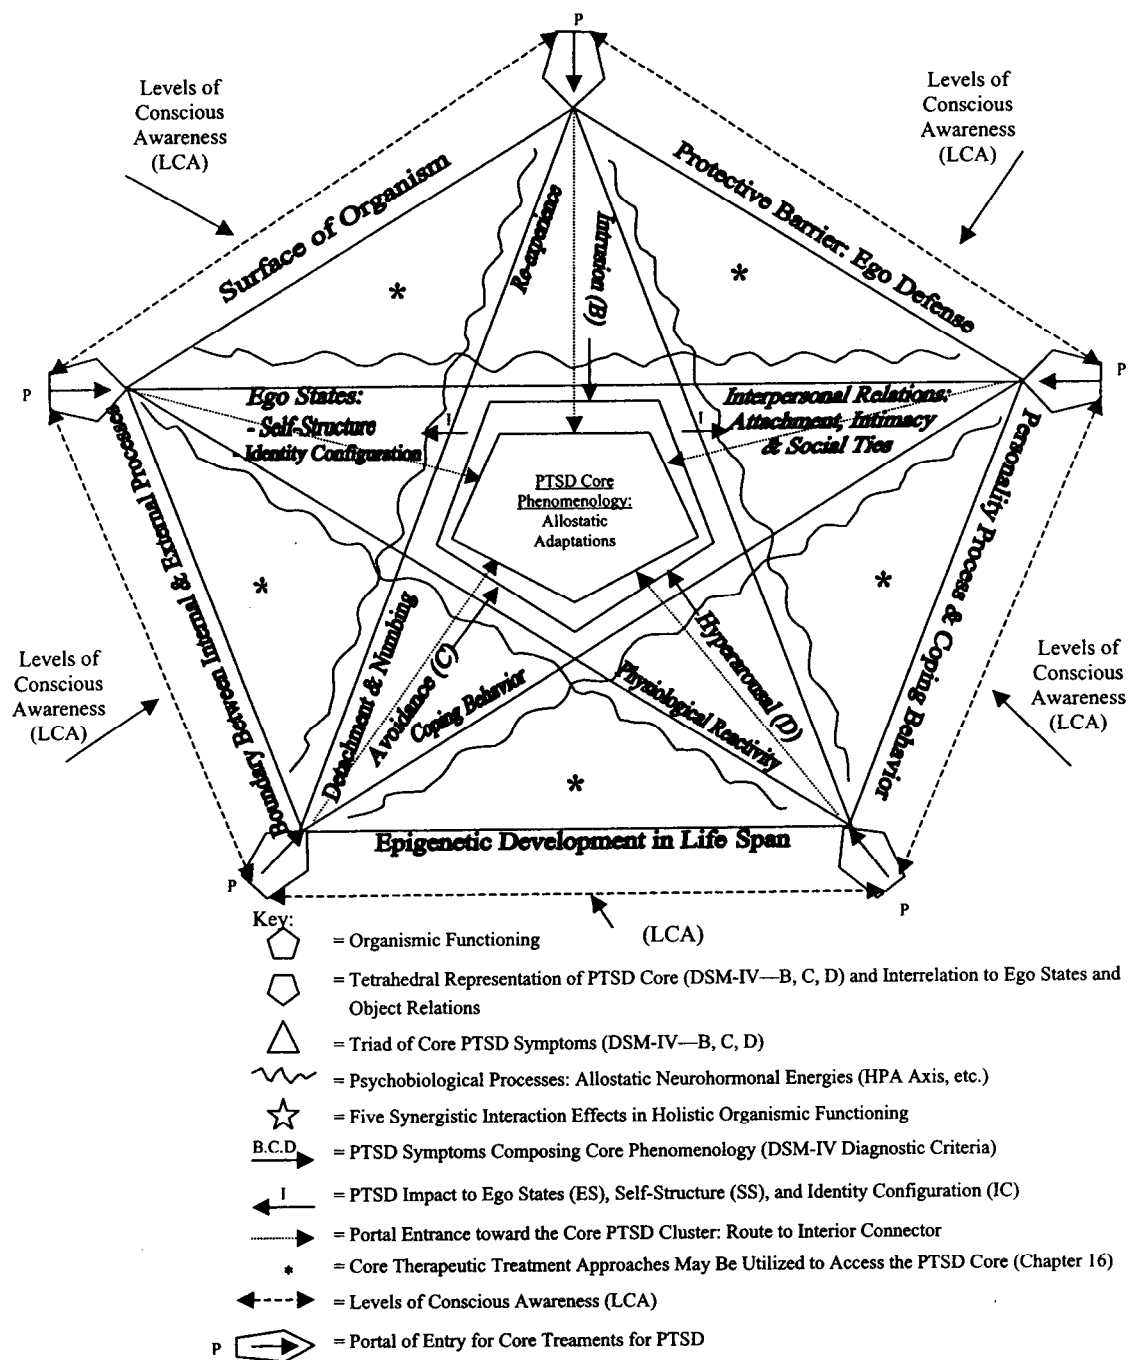 P
Levels of
Conscious
Awareness
(LCA)
Levels of
Conscious
Awareness
(LCA)
Surface of Organism
Protective Barrier: Ego Defense
Re-experience
Intrusion (B)
P
P
Ego States:
- Self-Structure
- Identity Configuration
I
I
Interpersonal Relations:
Attachment, Intimacy
& Social Ties
PTSD Core
Phenomenology:
Allostatic
Adaptations
Boundary Between Internal & External Processes
Personality Process & Coping Behavior
Levels of
Conscious
Awareness
(LCA)
Levels of
Conscious
Awareness
(LCA)
Detachment & Numbing
Avoidance (C)
Coping Behavior
Physiological Reactivity
Hyperarousal (D)
Epigenetic Development in Life Span
P
P
(LCA)
Key:
= Organismic Functioning
= Tetrahedral Representation of PTSD Core (DSM-IV—B, C, D) and Interrelation to Ego States and
Object Relations
= Triad of Core PTSD Symptoms (DSM-IV—B, C, D)
= Psychobiological Processes: Allostatic Neurohormonal Energies (HPA Axis, etc.)
= Five Synergistic Interaction Effects in Holistic Organismic Functioning
B.C.D = PTSD Symptoms Composing Core Phenomenology (DSM-IV Diagnostic Criteria)
I = PTSD Impact to Ego States (ES), Self-Structure (SS), and Identity Configuration (IC)
= Portal Entrance toward the Core PTSD Cluster: Route to Interior Connector
* = Core Therapeutic Treatment Approaches May Be Utilized to Access the PTSD Core (Chapter 16)
= Levels of Conscious Awareness (LCA)
P = Portal of Entry for Core Treaments for PTSD